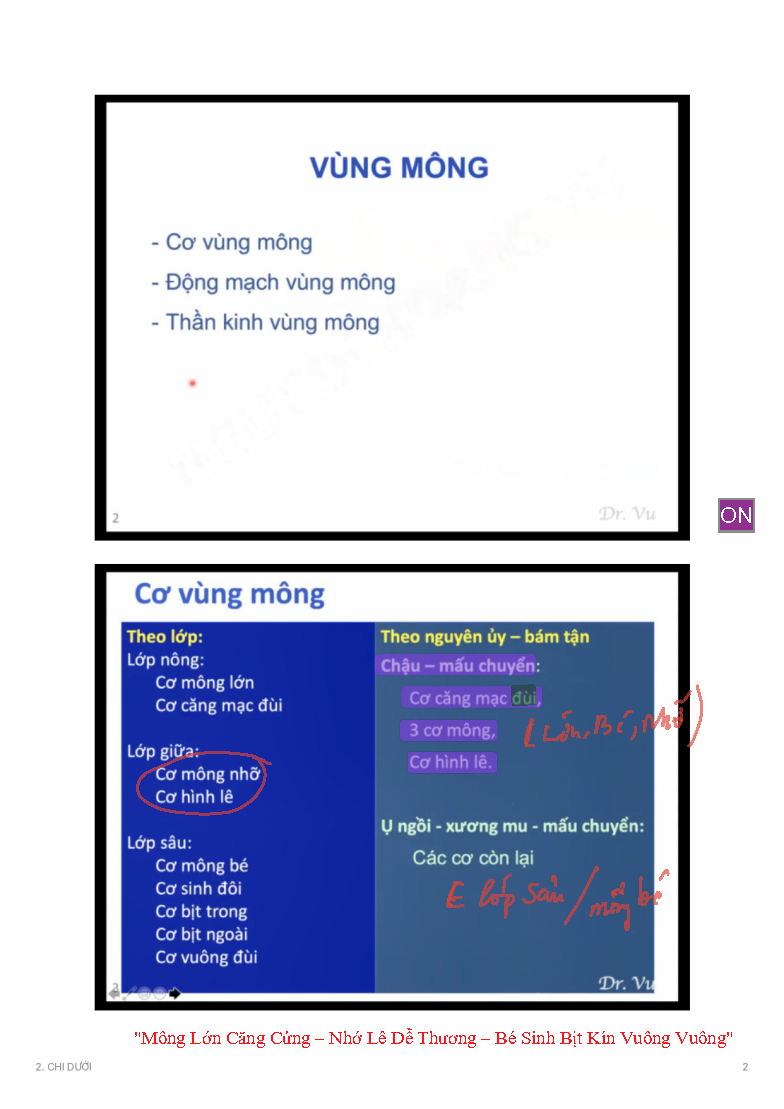 VÙNG MÔNG
- Cơ vùng mông
- Động mạch vùng mông
- Thần kinh vùng mông
2
Dr. Vu
ON
Cơ vùng mông
Theo lớp:
Lớp nông:
Cơ mông lớn
Cơ căng mạc đùi
Lớp giữa:
Cơ mông nhỡ
Cơ hình lê
Lớp sâu:
Cơ mông bé
Cơ sinh đôi
Cơ bịt trong
Cơ bịt ngoài
Cơ vuông đùi
3
Theo nguyên ủy – bám tận
Chậu – mấu chuyển:
Cơ căng mạc đùi,
3 cơ mông,
(Lớn, Bé, Nhỡ)
Cơ hình lê.
Ụ ngồi - xương mu - mấu chuyển:
Các cơ còn lại
E lớp sâu / mông bé
Dr. Vu
"Mông Lớn Căng Củng – Nhớ Lê Dễ Thương – Bé Sinh Bịt Kín Vuông Vuông"
2. CHI DƯỚI
2